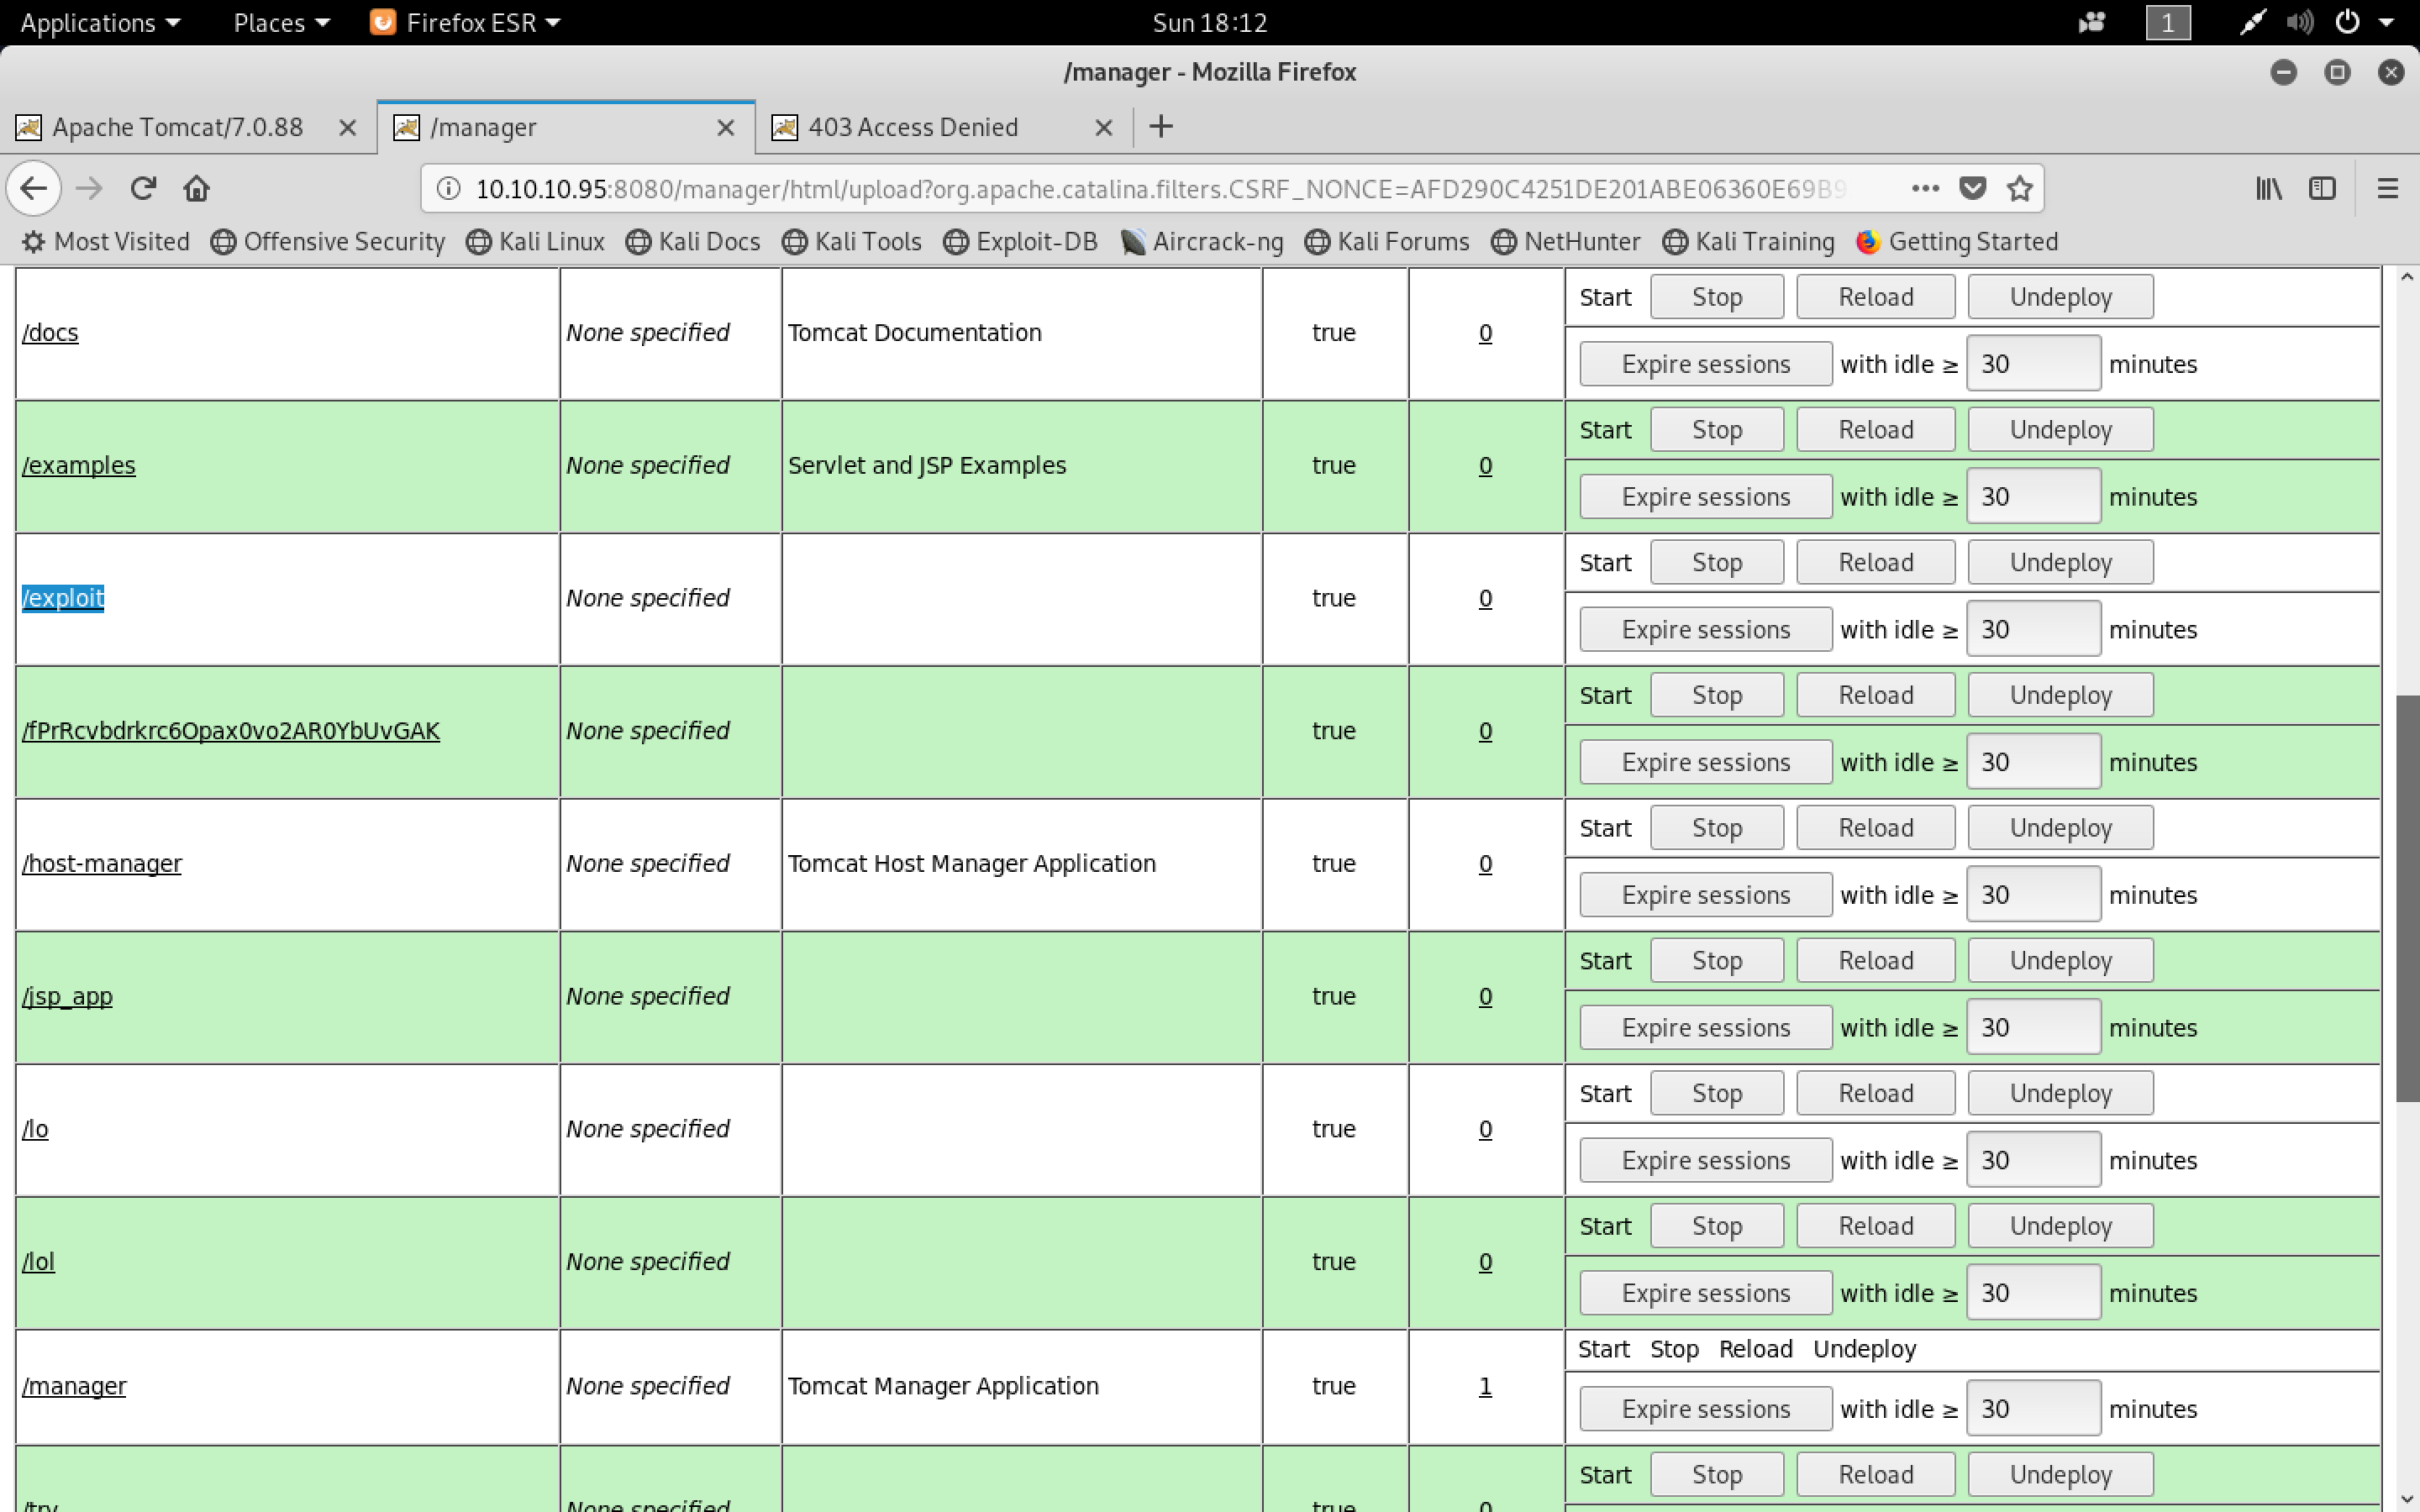 Applications Places Firefox ESR Sun 18:12 1
/manager - Mozilla Firefox
Apache Tomcat/7.0.88 /manager 403 Access Denied
10.10.10.95:8080/manager/html/upload?org.apache.catalina.filters.CSRF_NONCE=AFD290C4251DE201ABE06360E69B9
Most Visited Offensive Security Kali Linux Kali Docs Kali Tools Exploit-DB Aircrack-ng Kali Forums NetHunter Kali Training Getting Started
Start Stop Reload Undeploy
/docs None specified Tomcat Documentation true 0
Expire sessions with idle ≥ 30 minutes
Start Stop Reload Undeploy
/examples None specified Servlet and JSP Examples true 0
Expire sessions with idle ≥ 30 minutes
Start Stop Reload Undeploy
/exploit None specified true 0
Expire sessions with idle ≥ 30 minutes
Start Stop Reload Undeploy
/fPrRcvbdrkrc6Opax0vo2AR0YbUvGAK None specified true 0
Expire sessions with idle ≥ 30 minutes
Start Stop Reload Undeploy
/host-manager None specified Tomcat Host Manager Application true 0
Expire sessions with idle ≥ 30 minutes
Start Stop Reload Undeploy
/jsp_app None specified true 0
Expire sessions with idle ≥ 30 minutes
Start Stop Reload Undeploy
/lo None specified true 0
Expire sessions with idle ≥ 30 minutes
Start Stop Reload Undeploy
/lol None specified true 0
Expire sessions with idle ≥ 30 minutes
Start Stop Reload Undeploy
/manager None specified Tomcat Manager Application true 1
Expire sessions with idle ≥ 30 minutes
Start Stop Reload Undeploy
/try None specified true 0